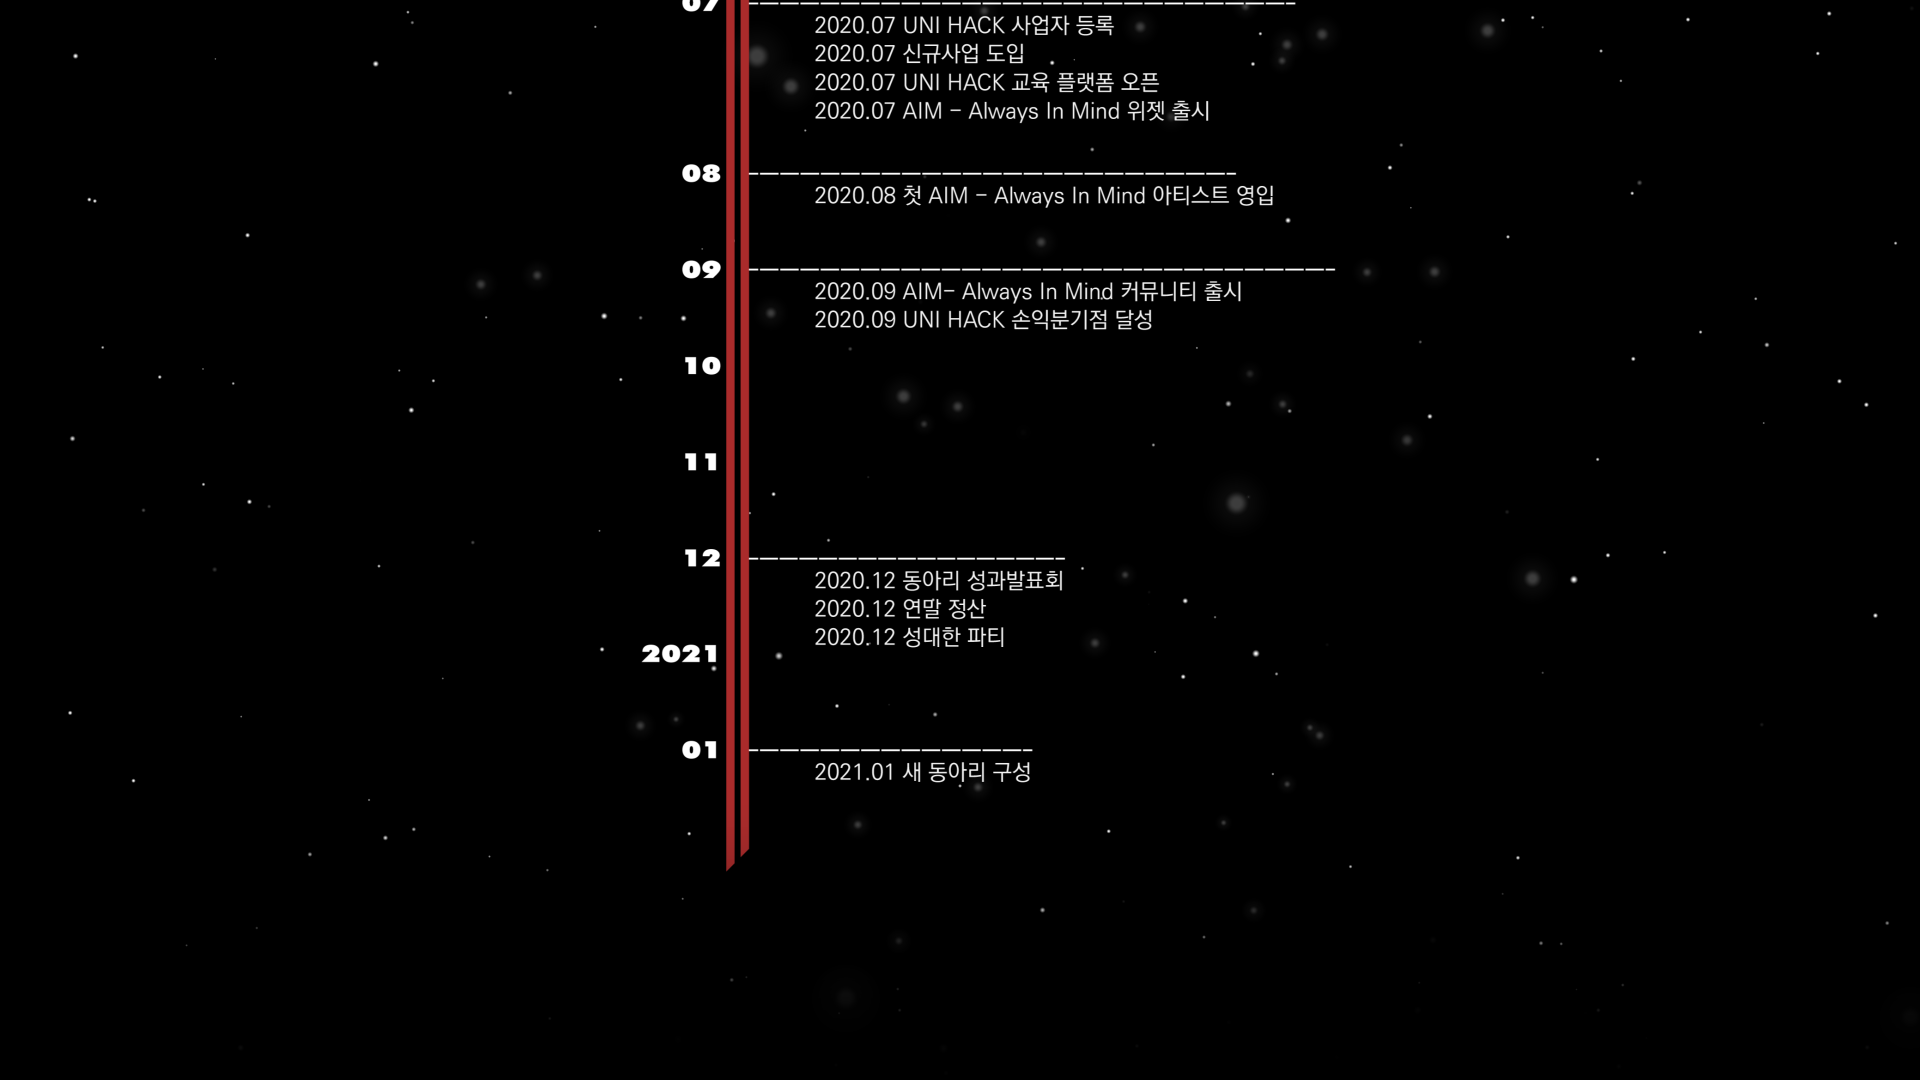 07
2020.07 UNI HACK 사업자 등록
2020.07 신규사업 도입
2020.07 UNI HACK 교육 플랫폼 오픈
2020.07 AIM - Always In Mind 위젯 출시
08
2020.08 첫 AIM - Always In Mind 아티스트 영입
09
2020.09 AIM- Always In Mind 커뮤니티 출시
2020.09 UNI HACK 손익분기점 달성
10
11
12
2020.12 동아리 성과발표회
2020.12 연말 정산
2020.12 성대한 파티
2021
01
2021.01 새 동아리 구성